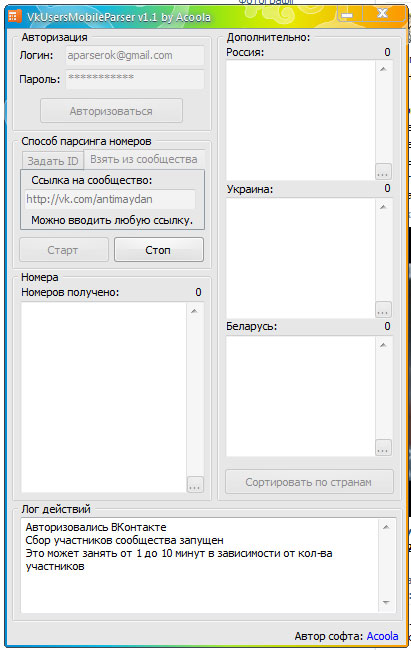 Фотографії
VkUsersMobileParser v1.1 by Acoola
Авторизация
Логин: aparserok@gmail.com
Пароль: ***********
Авторизоваться
Способ парсинга номеров
Задать ID Взять из сообщества
Ссылка на сообщество:
http://vk.com/antimaydan
Можно вводить любую ссылку.
Старт Стоп
Номера
Номеров получено: 0
...
Дополнительно:
Россия: 0
...
Украина: 0
...
Беларусь: 0
...
Сортировать по странам
Лог действий
Авторизовались ВКонтакте
Сбор участников сообщества запущен
Это может занять от 1 до 10 минут в зависимости от кол-ва
участников
Автор софта: Acoola